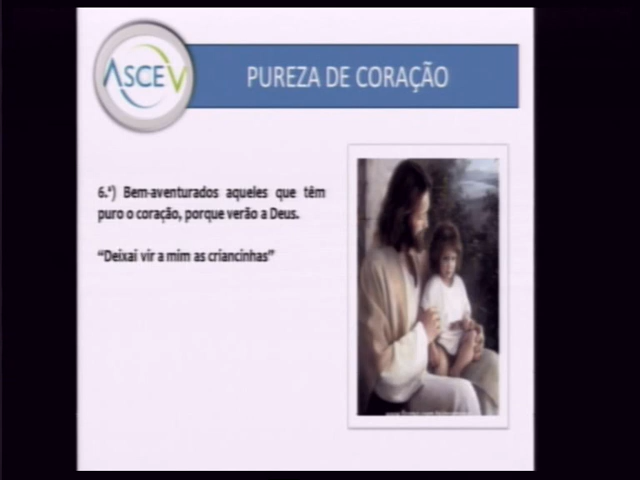 ASCEV
PUREZA DE CORAÇÃO
6.ª) Bem-aventurados aqueles que têm
puro o coração, porque verão a Deus.
“Deixai vir a mim as criancinhas”